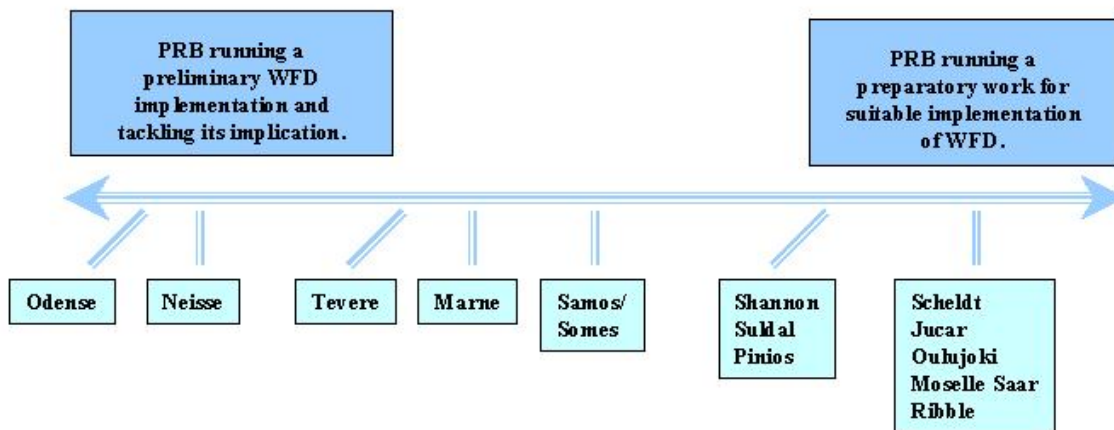 PRB running a
preliminary WFD
implementation and
tackling its implication.
PRB running a
preparatory work for
suitable implementation
of WFD.
Odense
Neisse
Tevere
Marne
Samos/
Somes
Shannon
Suldal
Pinios
Scheldt
Jucar
Oulujoki
Moselle Saar
Ribble